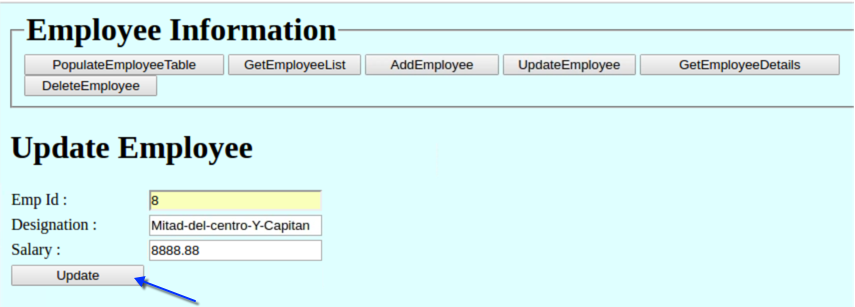 Employee Information
PopulateEmployeeTable GetEmployeeList AddEmployee UpdateEmployee GetEmployeeDetails
DeleteEmployee
Update Employee
Emp Id : 8
Designation : Mitad-del-centro-Y-Capitan
Salary : 8888.88
Update